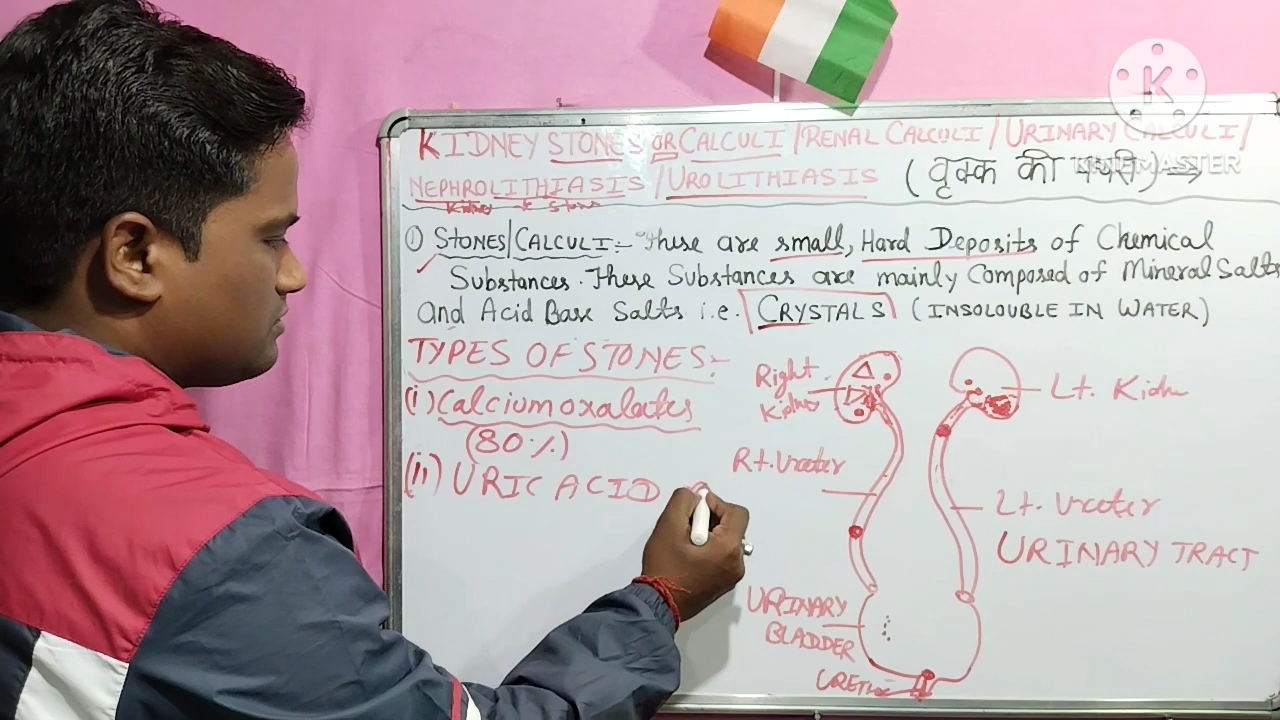 KIDNEY STONES OR CALCULI/RENAL CALCULI/URINARY CALCULI/
NEPHROLITHIASIS/UROLITHIASIS (वृक्क की पथरी)→
Kidney → Stone
① STONES/CALCULI:- These are small, Hard Deposits of Chemical
Substances. These Substances are mainly Composed of Mineral Salts
And Acid Base Salts i.e. CRYSTALS (INSOLOUBLE IN WATER)
TYPES OF STONES:-
(i) Calcium oxalates
(80%)
(ii) URIC ACID
Right
Kidney
Lt. Kidn
Rt. Ureter
Lt. Ureter
URINARY TRACT
URINARY
BLADDER
K
KINEMASTER